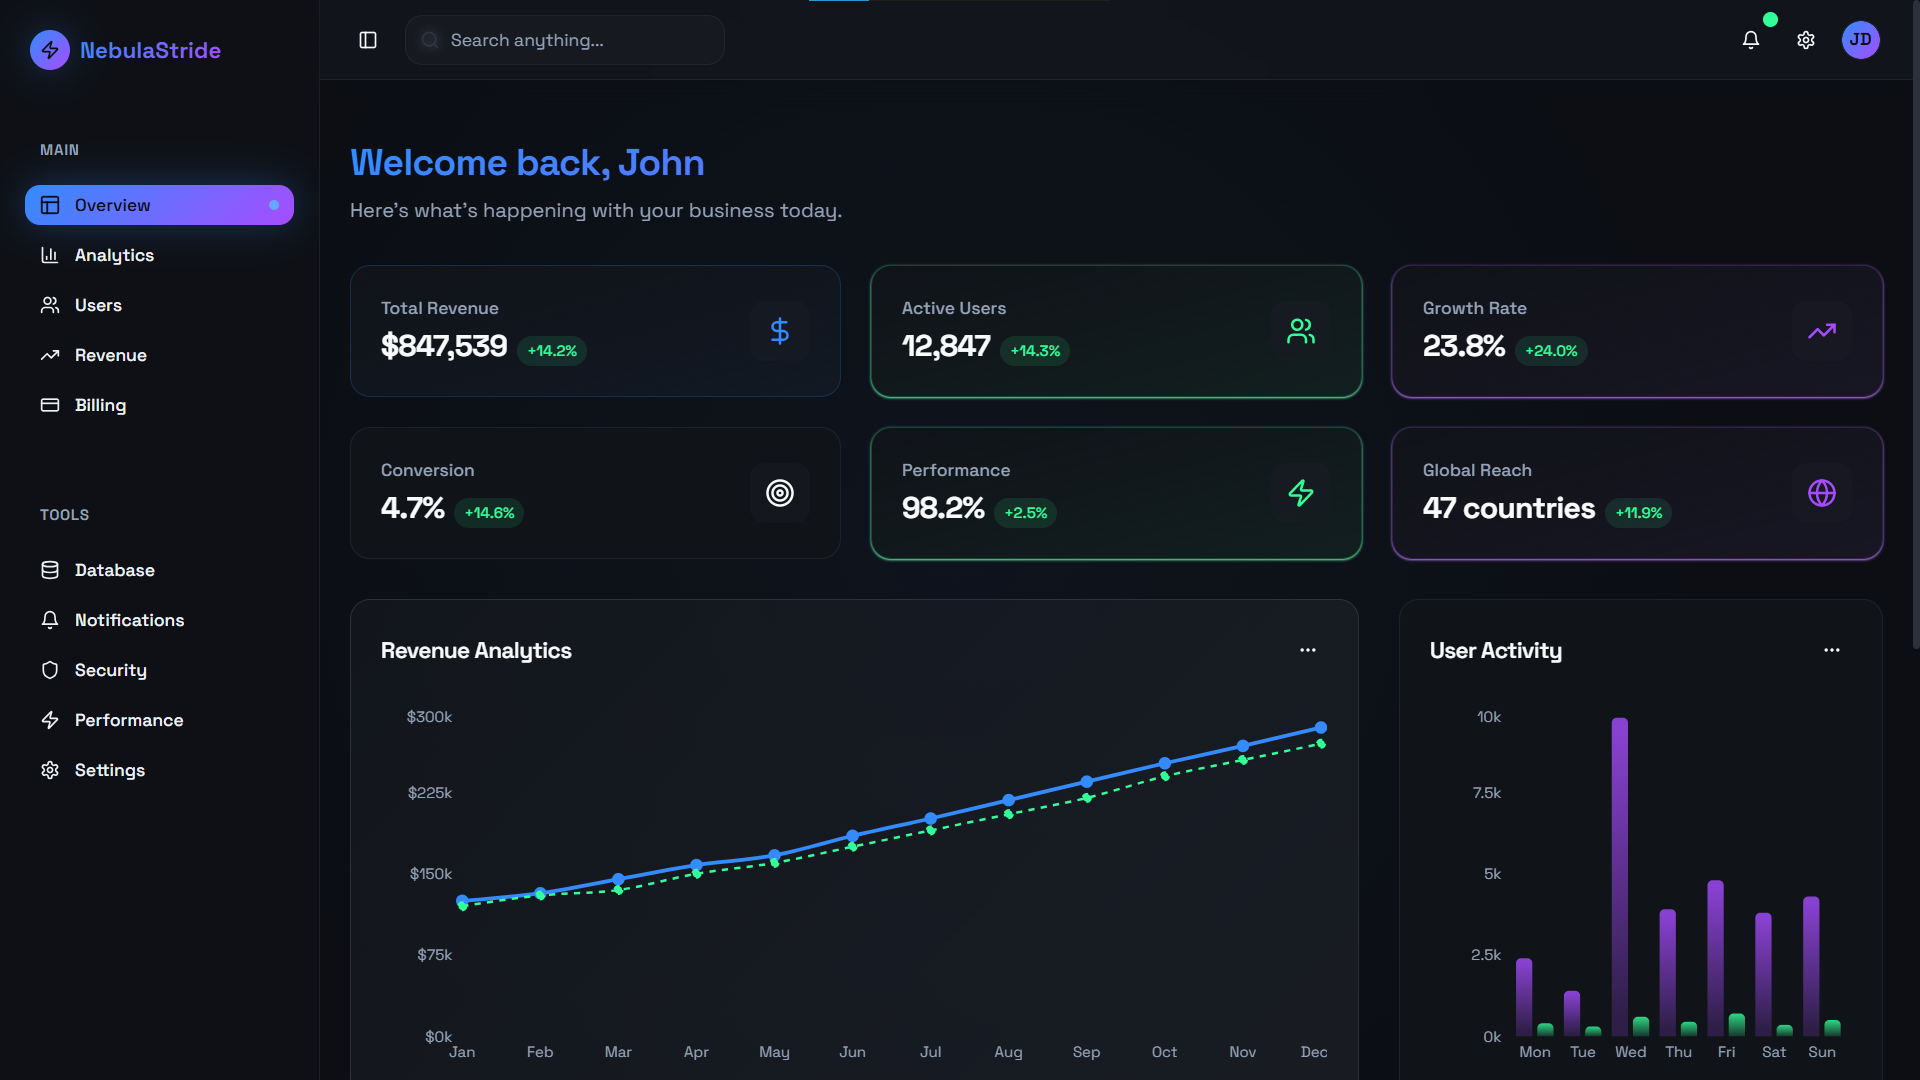 NebulaStride
Search anything...
JD
MAIN
Overview
Analytics
Users
Revenue
Billing
TOOLS
Database
Notifications
Security
Performance
Settings
Welcome back, John
Here's what's happening with your business today.
Total Revenue
$847,539 +14.2%
Active Users
12,847 +14.3%
Growth Rate
23.8% +24.0%
Conversion
4.7% +14.6%
Performance
98.2% +2.5%
Global Reach
47 countries +11.9%
Revenue Analytics
$300k
$225k
$150k
$75k
$0k
Jan Feb Mar Apr May Jun Jul Aug Sep Oct Nov Dec
User Activity
10k
7.5k
5k
2.5k
0k
Mon Tue Wed Thu Fri Sat Sun